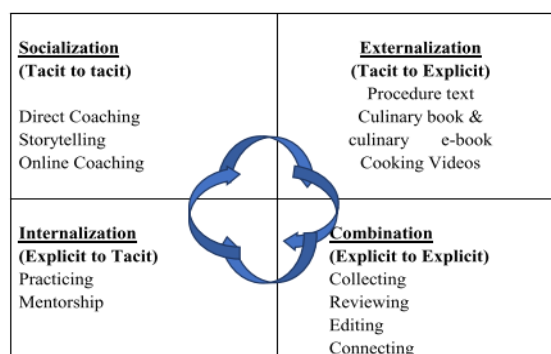 Socialization
(Tacit to tacit)
Direct Coaching
Storytelling
Online Coaching
Externalization
(Tacit to Explicit)
Procedure text
Culinary book &
culinary e-book
Cooking Videos
Internalization
(Explicit to Tacit)
Practicing
Mentorship
Combination
(Explicit to Explicit)
Collecting
Reviewing
Editing
Connecting